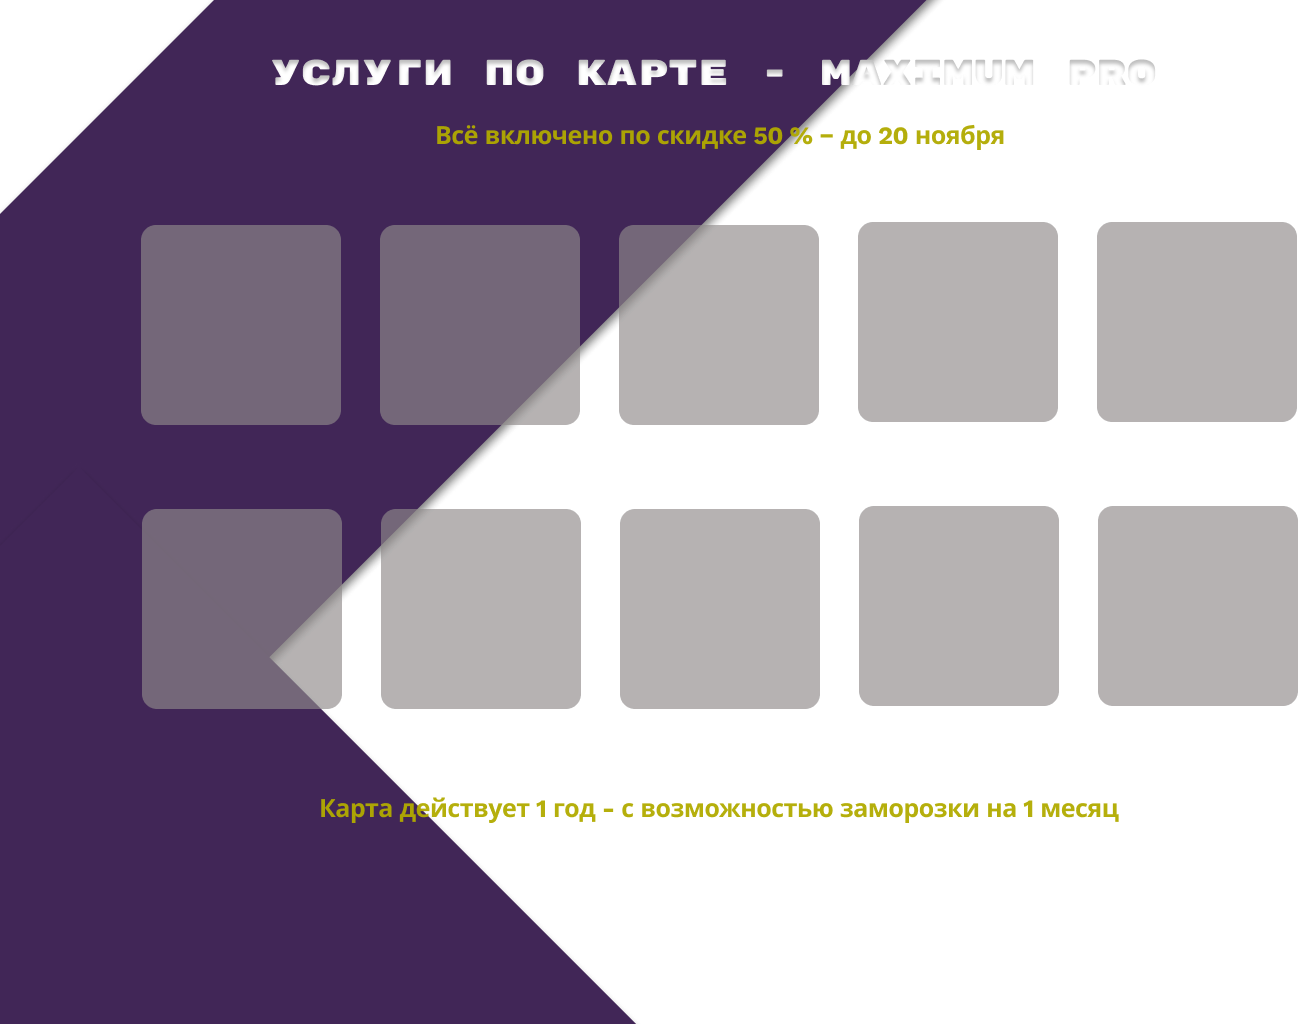 УСЛУГИ ПО КАРТЕ - MAXIMUM PRO
Всё включено по скидке 50 % – до 20 ноября
Карта действует 1 год – с возможностью заморозки на 1 месяц